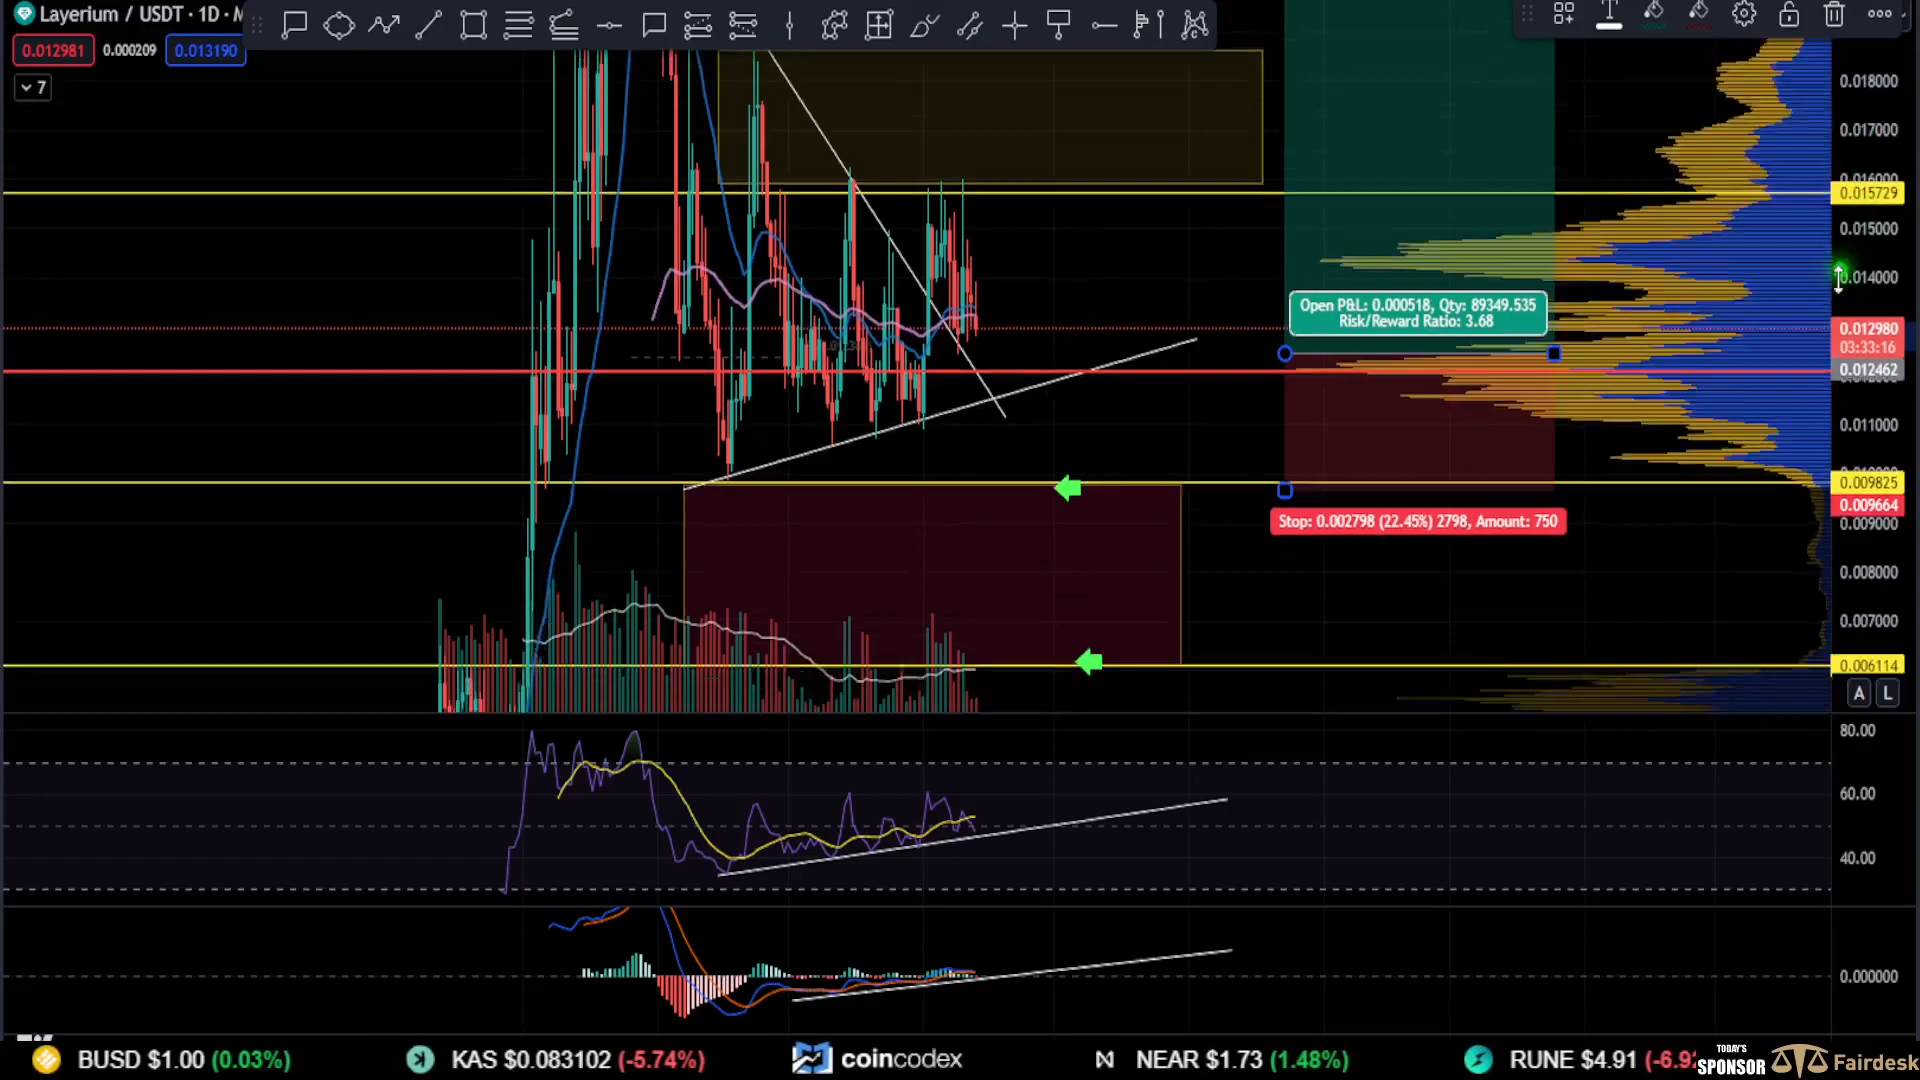 Layerium / USDT · 1D · M
0.012981 0.000209 0.013190
7
0.018000
0.017000
0.016000
0.015729
0.015000
0.014000
Open P&L: 0.000518, Qty: 89349.535
Risk/Reward Ratio: 3.68
0.012980
03:33:16
0.012462
0.011000
0.009825
0.009664
Stop: 0.002798 (22.45%) 2798, Amount: 750
0.009000
0.008000
0.007000
0.006114
A L
80.00
60.00
40.00
0.000000
BUSD $1.00 (0.03%) KAS $0.083102 (-5.74%) coincodex NEAR $1.73 (1.48%) RUNE $4.91 (-6.9
TODAY'S
SPONSOR Fairdesk